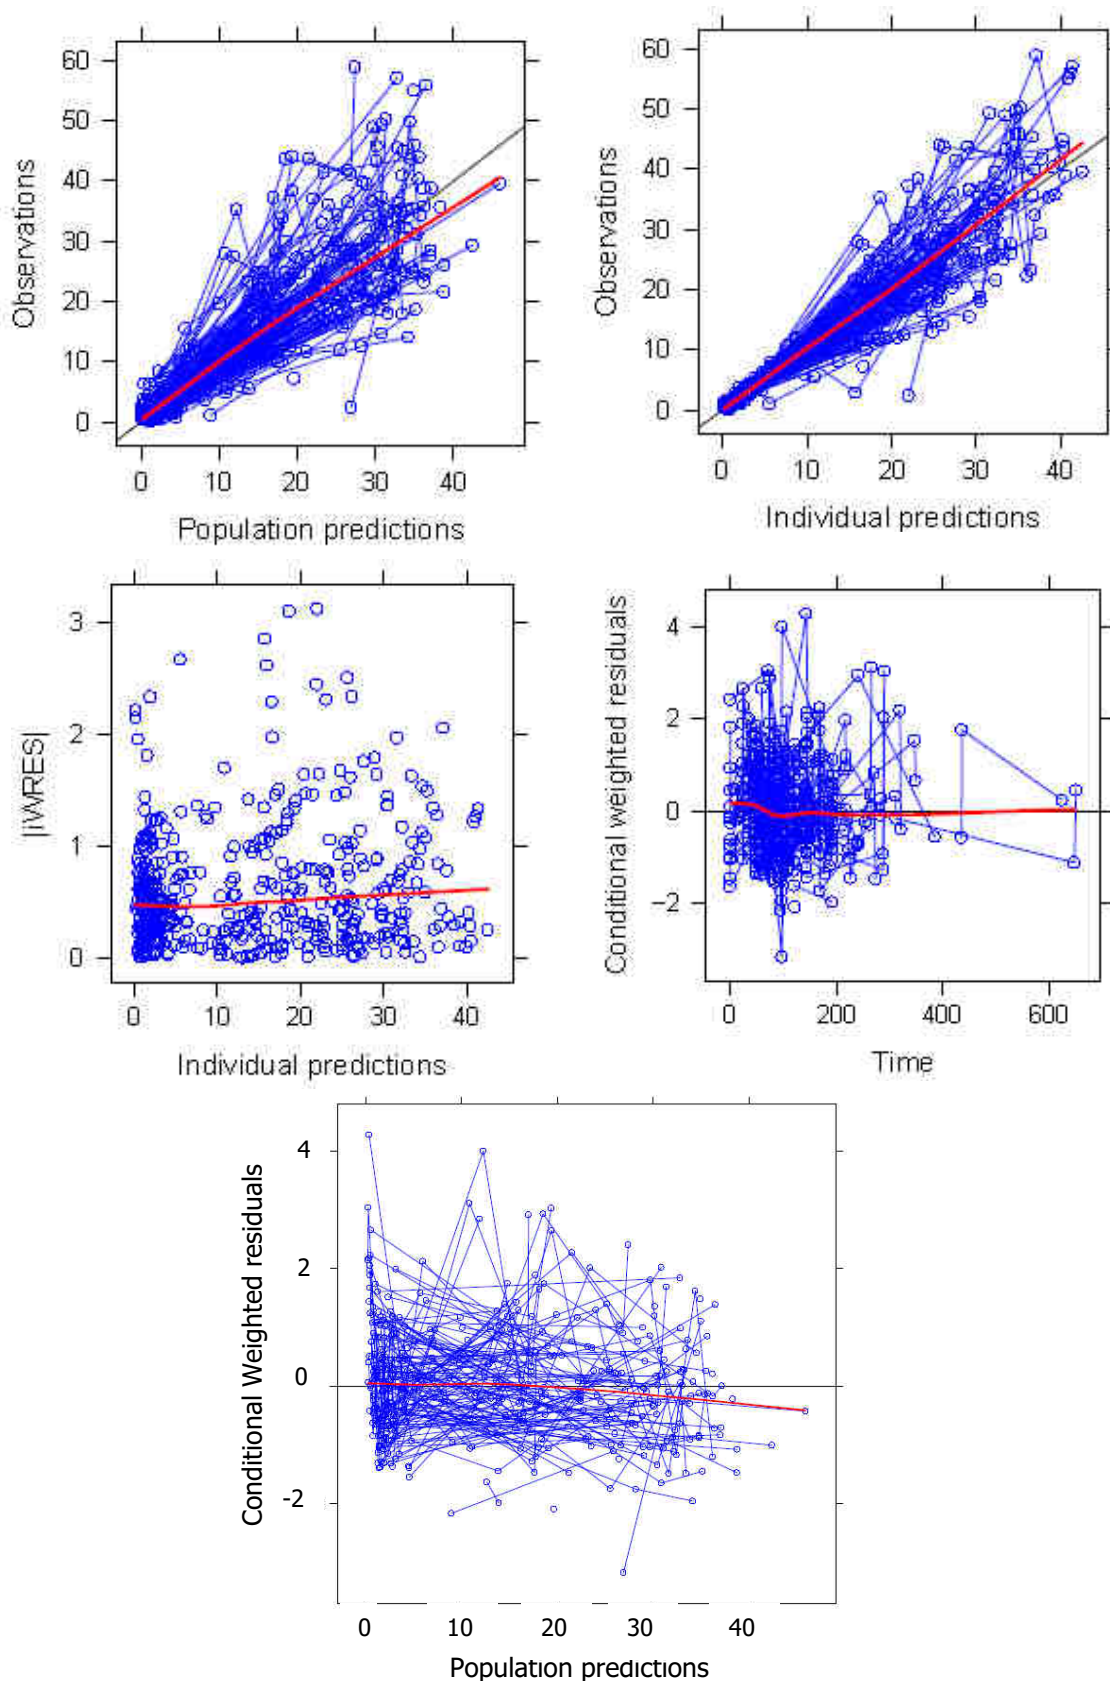 60
50
40
30
20
10
0
Observations
0 10 20 30 40
Population predictions
60
50
40
30
20
10
0
Observations
0 10 20 30 40
Individual predictions
3
2
1
0
|iWRES|
0 10 20 30 40
Individual predictions
4
2
0
−2
Conditional weighted residuals
0 200 400 600
Time
4
2
0
-2
Conditional Weighted residuals
0 10 20 30 40
Population predictions